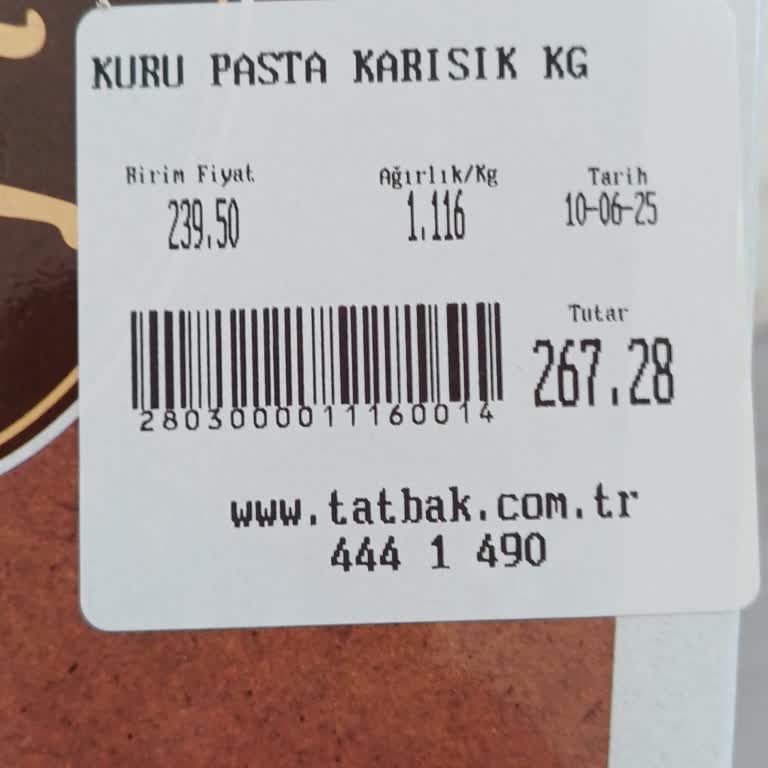 KURU PASTA KARISIK KG
Birim Fiyat Ağırlık/Kg Tarih
239.50 1.116 10-06-25
Tutar
267.28
2803000011160014
www.tatbak.com.tr
444 1 490